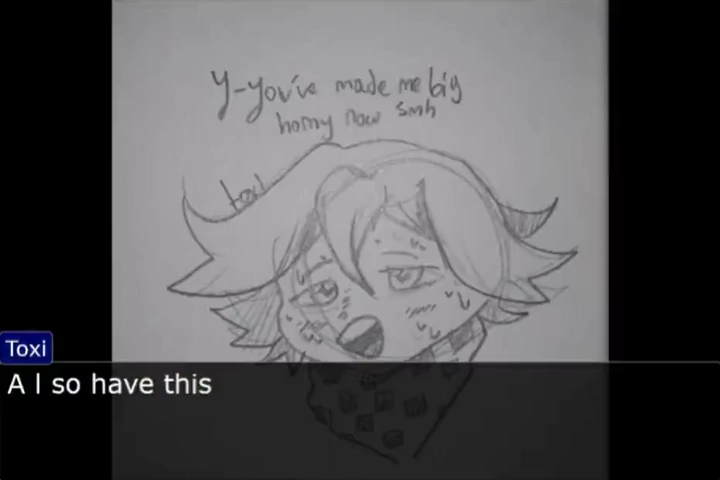 Y-You've made me big
horny now smh
toxi
Toxi
A l so have this